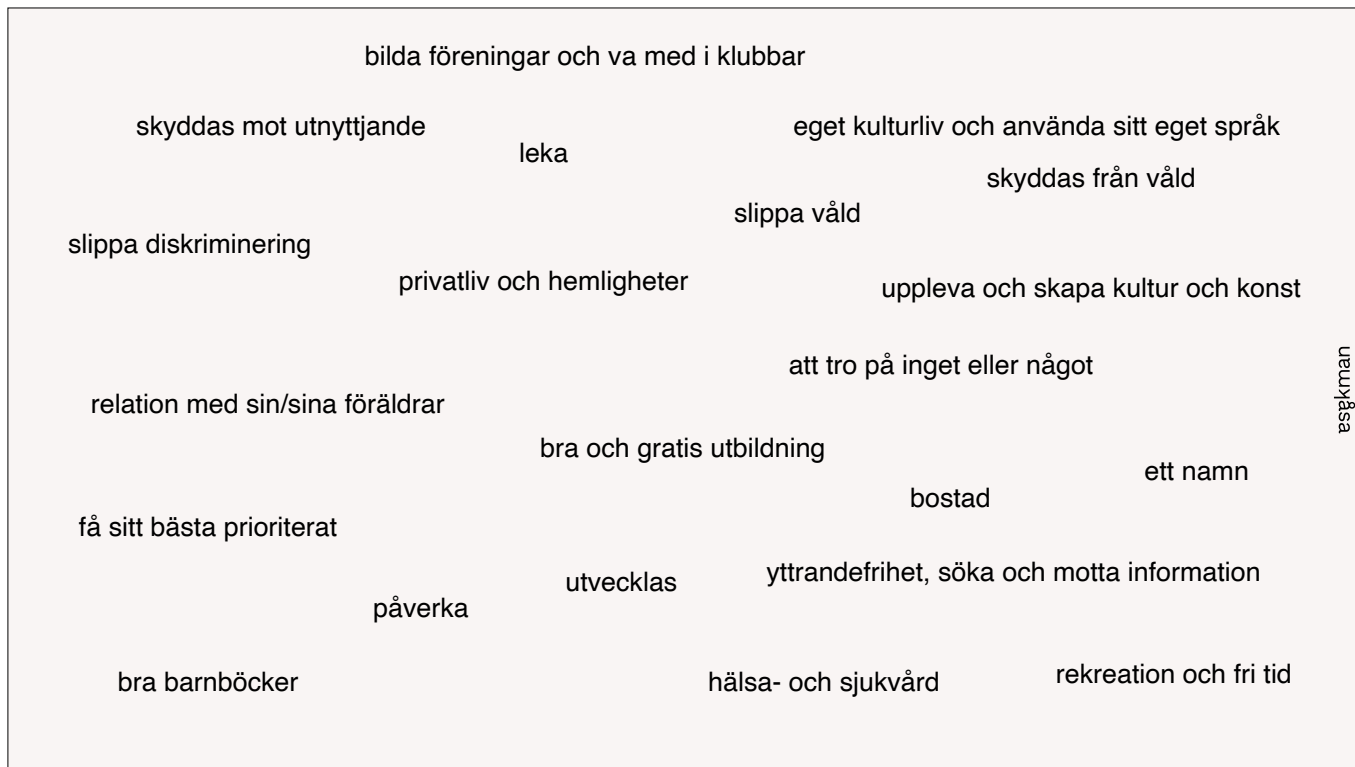 bilda föreningar och va med i klubbar
skyddas mot utnyttjande
eget kulturliv och använda sitt eget språk
leka
skyddas från våld
slippa våld
slippa diskriminering
privatliv och hemligheter
uppleva och skapa kultur och konst
att tro på inget eller något
åsaekman
relation med sin/sina föräldrar
bra och gratis utbildning
ett namn
bostad
få sitt bästa prioriterat
yttrandefrihet, söka och motta information
utvecklas
påverka
bra barnböcker
hälsa- och sjukvård
rekreation och fri tid